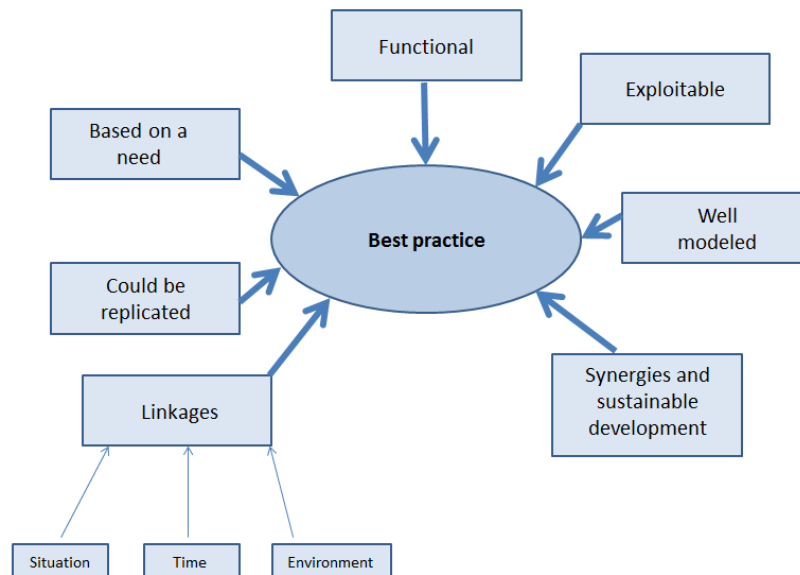 Functional
Exploitable
Based on a
need
Well
modeled
Best practice
Could be
replicated
Synergies and
sustainable
development
Linkages
Situation
Time
Environment